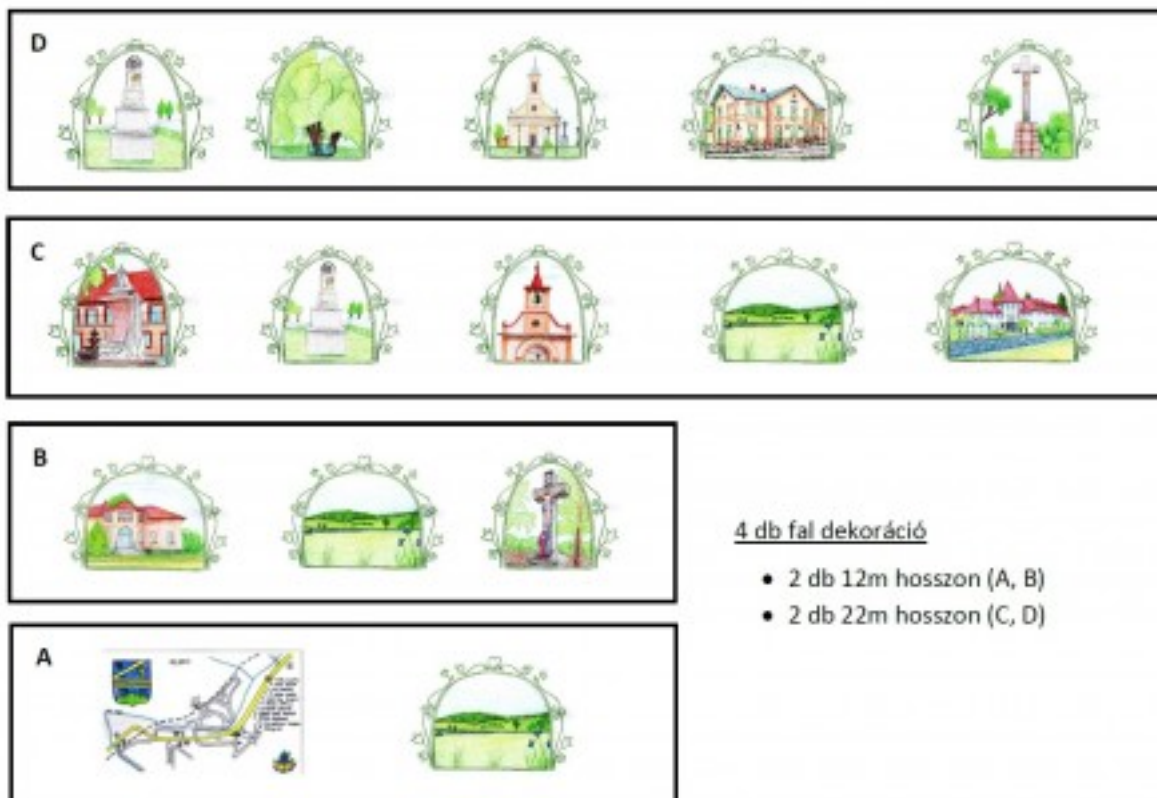 D
C
B
4 db fal dekoráció
• 2 db 12m hosszon (A, B)
• 2 db 22m hosszon (C, D)
A